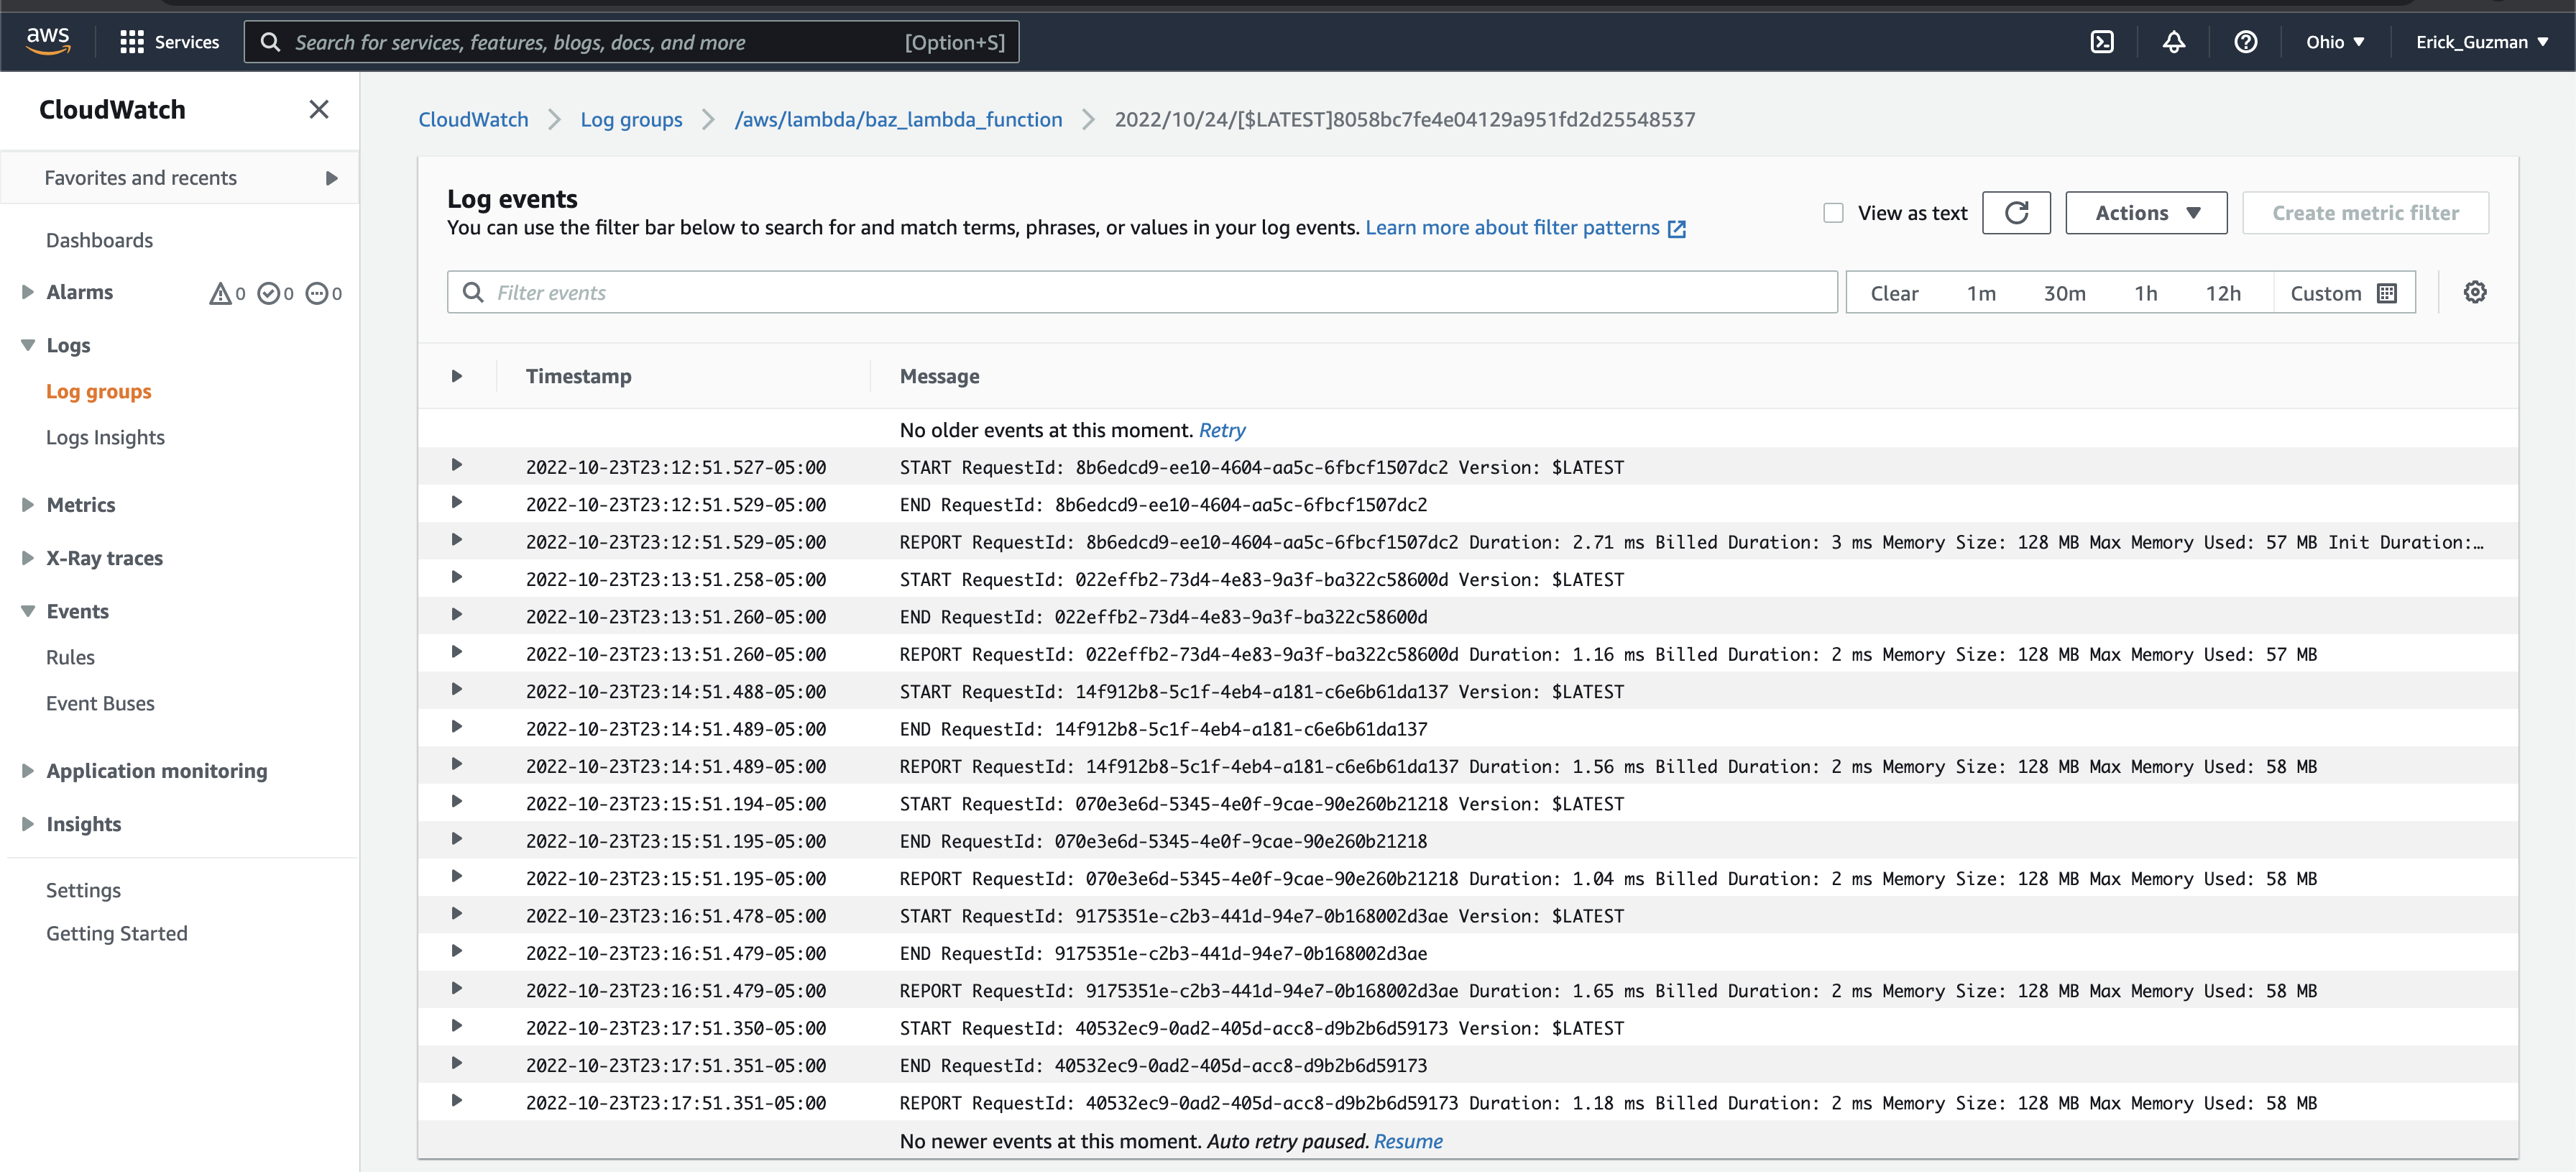 aws Services Search for services, features, blogs, docs, and more [Option+S] Ohio Erick_Guzman
CloudWatch
Favorites and recents
Dashboards
Alarms 0 0 0
Logs
Log groups
Logs Insights
Metrics
X-Ray traces
Events
Rules
Event Buses
Application monitoring
Insights
Settings
Getting Started
CloudWatch Log groups /aws/lambda/baz_lambda_function 2022/10/24/[$LATEST]8058bc7fe4e04129a951fd2d25548537
Log events
You can use the filter bar below to search for and match terms, phrases, or values in your log events. Learn more about filter patterns
View as text Actions Create metric filter
Filter events Clear 1m 30m 1h 12h Custom
Timestamp Message
No older events at this moment. Retry
2022-10-23T23:12:51.527-05:00 START RequestId: 8b6edcd9-ee10-4604-aa5c-6fbcf1507dc2 Version: $LATEST
2022-10-23T23:12:51.529-05:00 END RequestId: 8b6edcd9-ee10-4604-aa5c-6fbcf1507dc2
2022-10-23T23:12:51.529-05:00 REPORT RequestId: 8b6edcd9-ee10-4604-aa5c-6fbcf1507dc2 Duration: 2.71 ms Billed Duration: 3 ms Memory Size: 128 MB Max Memory Used: 57 MB Init Duration:…
2022-10-23T23:13:51.258-05:00 START RequestId: 022effb2-73d4-4e83-9a3f-ba322c58600d Version: $LATEST
2022-10-23T23:13:51.260-05:00 END RequestId: 022effb2-73d4-4e83-9a3f-ba322c58600d
2022-10-23T23:13:51.260-05:00 REPORT RequestId: 022effb2-73d4-4e83-9a3f-ba322c58600d Duration: 1.16 ms Billed Duration: 2 ms Memory Size: 128 MB Max Memory Used: 57 MB
2022-10-23T23:14:51.488-05:00 START RequestId: 14f912b8-5c1f-4eb4-a181-c6e6b61da137 Version: $LATEST
2022-10-23T23:14:51.489-05:00 END RequestId: 14f912b8-5c1f-4eb4-a181-c6e6b61da137
2022-10-23T23:14:51.489-05:00 REPORT RequestId: 14f912b8-5c1f-4eb4-a181-c6e6b61da137 Duration: 1.56 ms Billed Duration: 2 ms Memory Size: 128 MB Max Memory Used: 58 MB
2022-10-23T23:15:51.194-05:00 START RequestId: 070e3e6d-5345-4e0f-9cae-90e260b21218 Version: $LATEST
2022-10-23T23:15:51.195-05:00 END RequestId: 070e3e6d-5345-4e0f-9cae-90e260b21218
2022-10-23T23:15:51.195-05:00 REPORT RequestId: 070e3e6d-5345-4e0f-9cae-90e260b21218 Duration: 1.04 ms Billed Duration: 2 ms Memory Size: 128 MB Max Memory Used: 58 MB
2022-10-23T23:16:51.478-05:00 START RequestId: 9175351e-c2b3-441d-94e7-0b168002d3ae Version: $LATEST
2022-10-23T23:16:51.479-05:00 END RequestId: 9175351e-c2b3-441d-94e7-0b168002d3ae
2022-10-23T23:16:51.479-05:00 REPORT RequestId: 9175351e-c2b3-441d-94e7-0b168002d3ae Duration: 1.65 ms Billed Duration: 2 ms Memory Size: 128 MB Max Memory Used: 58 MB
2022-10-23T23:17:51.350-05:00 START RequestId: 40532ec9-0ad2-405d-acc8-d9b2b6d59173 Version: $LATEST
2022-10-23T23:17:51.351-05:00 END RequestId: 40532ec9-0ad2-405d-acc8-d9b2b6d59173
2022-10-23T23:17:51.351-05:00 REPORT RequestId: 40532ec9-0ad2-405d-acc8-d9b2b6d59173 Duration: 1.18 ms Billed Duration: 2 ms Memory Size: 128 MB Max Memory Used: 58 MB
No newer events at this moment. Auto retry paused. Resume